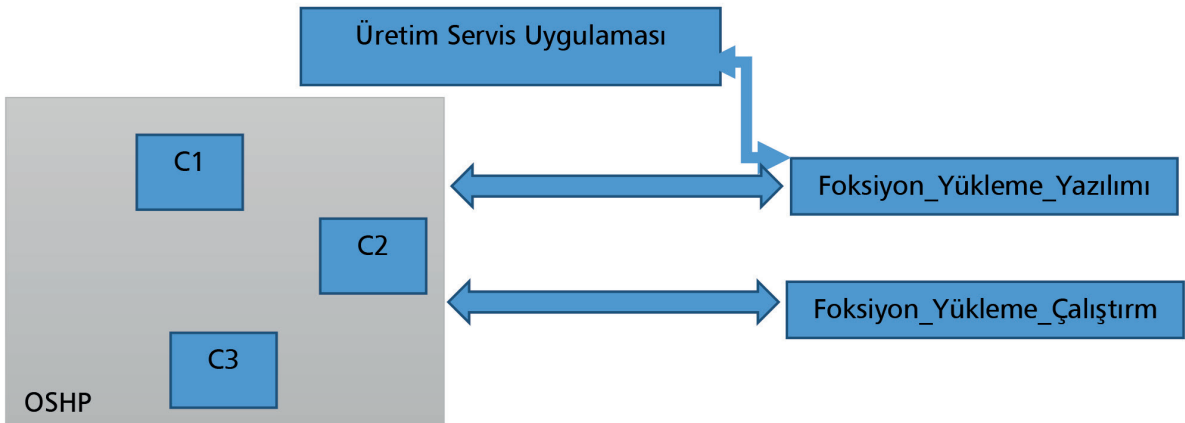 Üretim Servis Uygulaması
C1
Foksiyon_Yükleme_Yazılımı
C2
Foksiyon_Yükleme_Çalıştırm
C3
OSHP